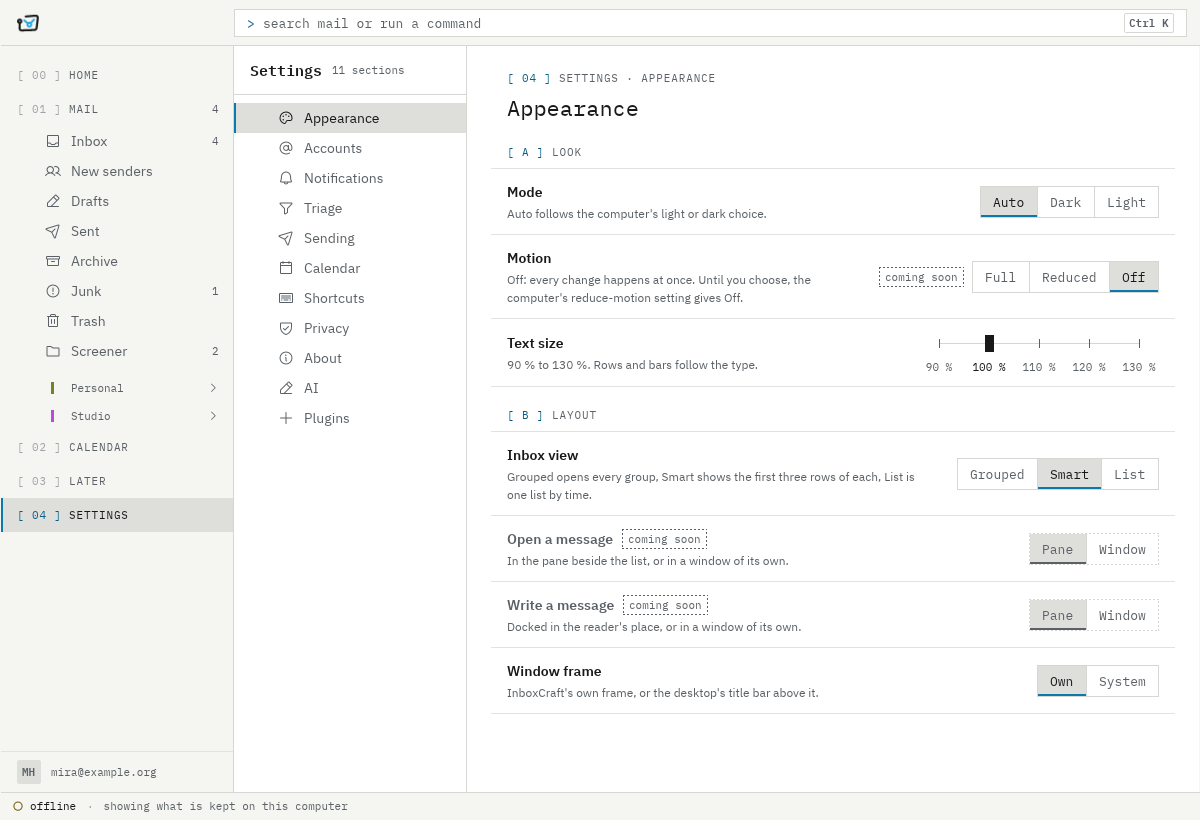 > search mail or run a command
Ctrl K
[ 00 ] HOME
[ 01 ] MAIL 4
Inbox 4
New senders
Drafts
Sent
Archive
Junk 1
Trash
Screener 2
Personal
Studio
[ 02 ] CALENDAR
[ 03 ] LATER
[ 04 ] SETTINGS
MH mira@example.org
Settings 11 sections
Appearance
Accounts
Notifications
Triage
Sending
Calendar
Shortcuts
Privacy
About
AI
Plugins
[ 04 ] SETTINGS · APPEARANCE
Appearance
[ A ] LOOK
Mode
Auto follows the computer's light or dark choice.
Auto Dark Light
Motion
Off: every change happens at once. Until you choose, the
computer's reduce-motion setting gives Off.
coming soon Full Reduced Off
Text size
90 % to 130 %. Rows and bars follow the type.
90 % 100 % 110 % 120 % 130 %
[ B ] LAYOUT
Inbox view
Grouped opens every group, Smart shows the first three rows of each, List is
one list by time.
Grouped Smart List
Open a message coming soon
In the pane beside the list, or in a window of its own.
Pane Window
Write a message coming soon
Docked in the reader's place, or in a window of its own.
Pane Window
Window frame
InboxCraft's own frame, or the desktop's title bar above it.
Own System
offline · showing what is kept on this computer